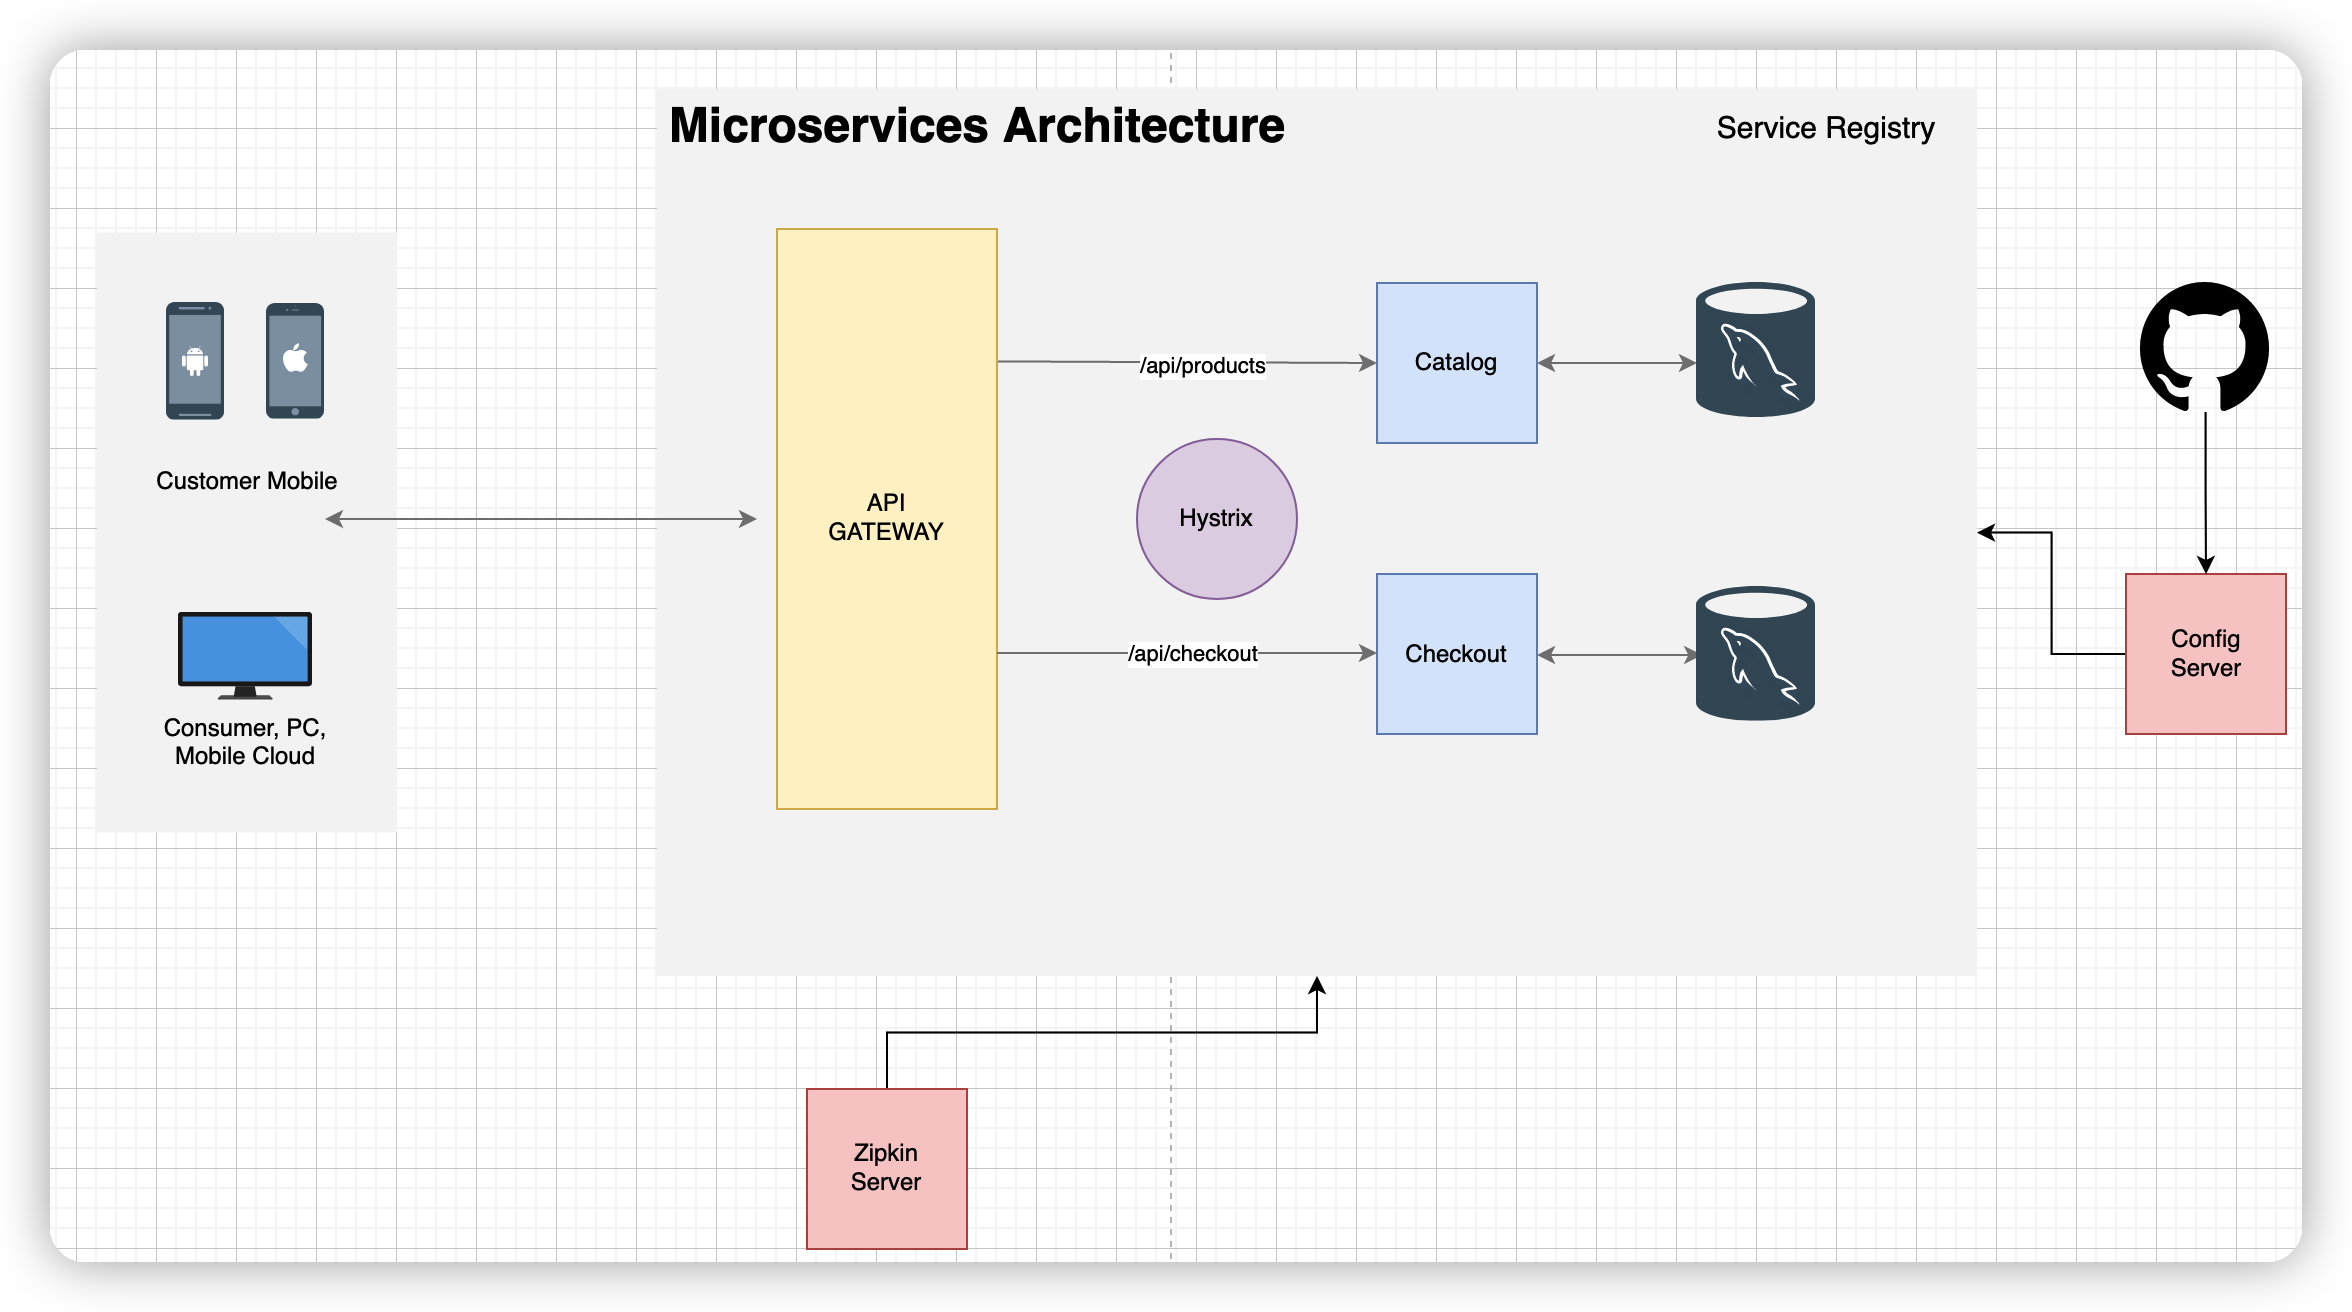 Microservices Architecture
Service Registry
Customer Mobile
Consumer, PC,
Mobile Cloud
API
GATEWAY
/api/products
Hystrix
/api/checkout
Catalog
Checkout
Config
Server
Zipkin
Server